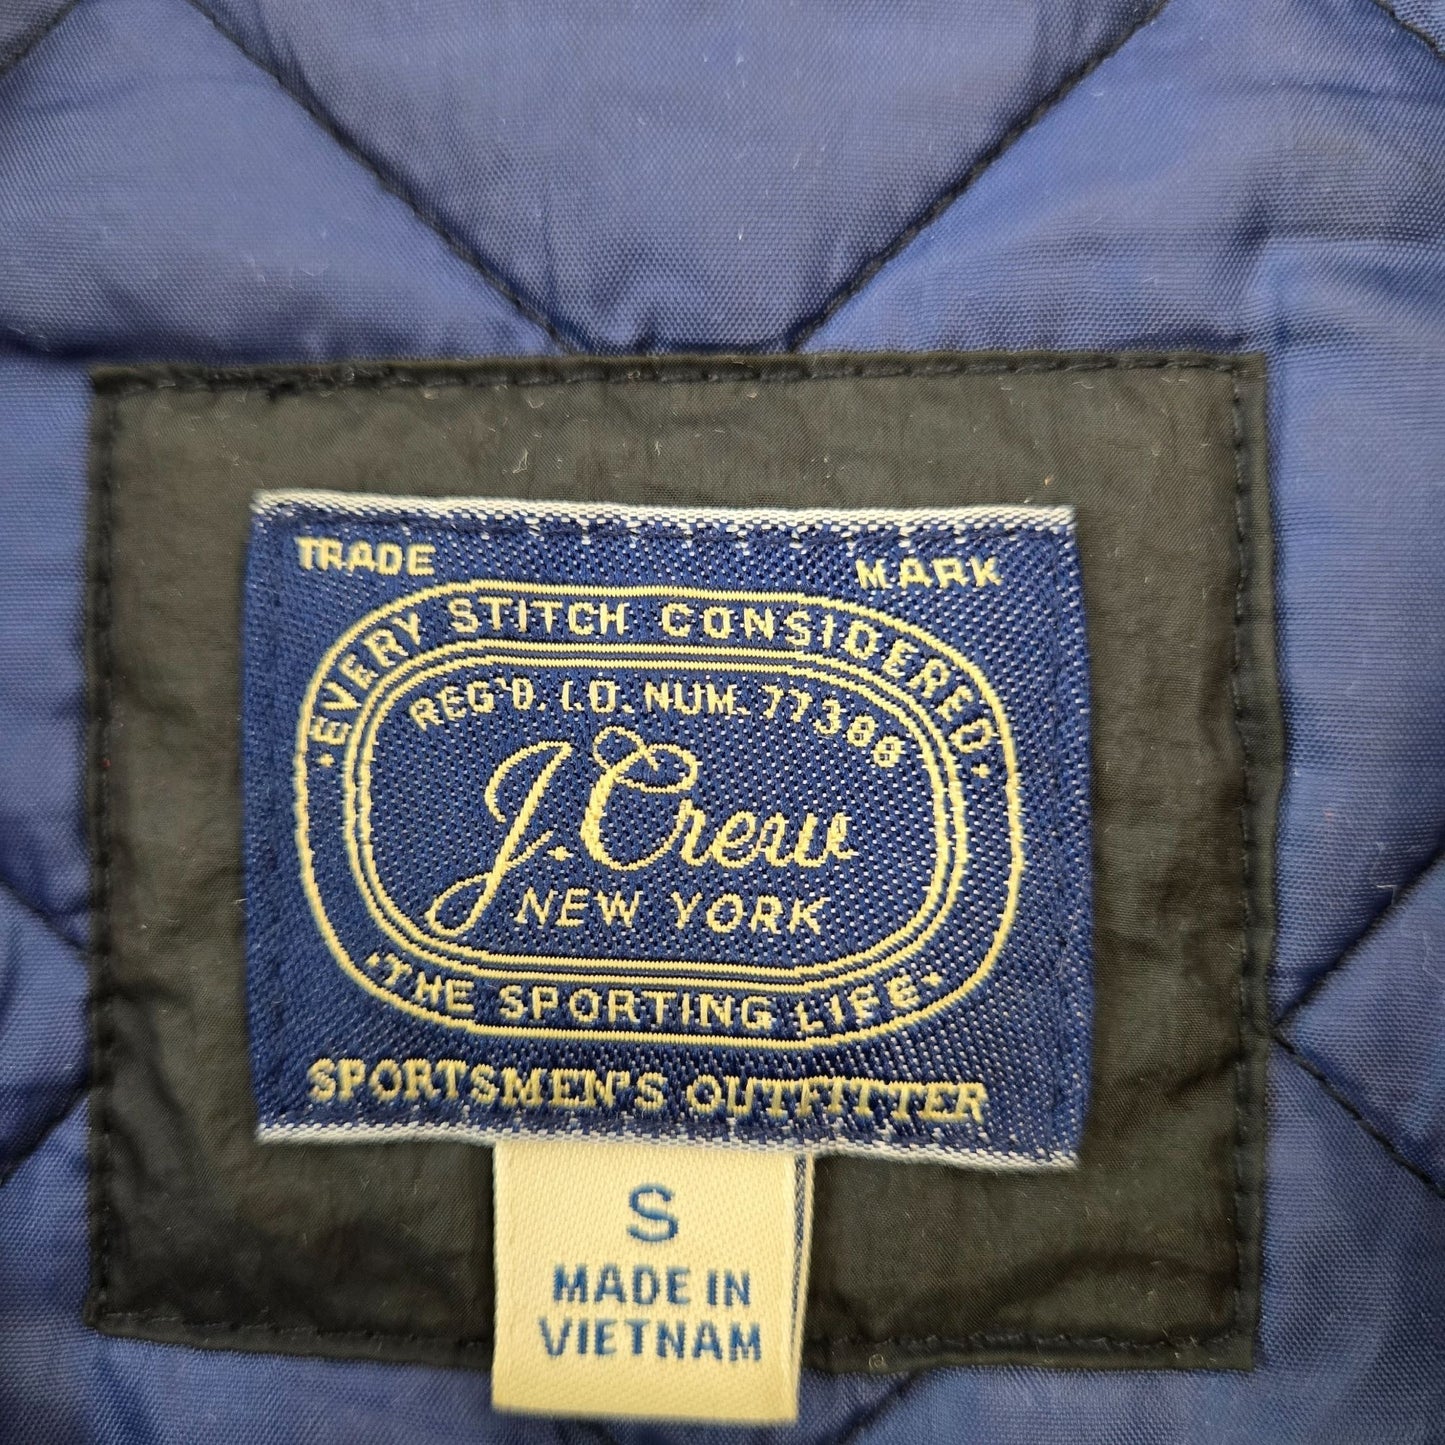 TRADE MARK
EVERY STITCH CONSIDERED
REG'D. I.D. NUM. 77388
J.Crew
NEW YORK
THE SPORTING LIFE
SPORTSMEN'S OUTFITTER
S
MADE IN
VIETNAM